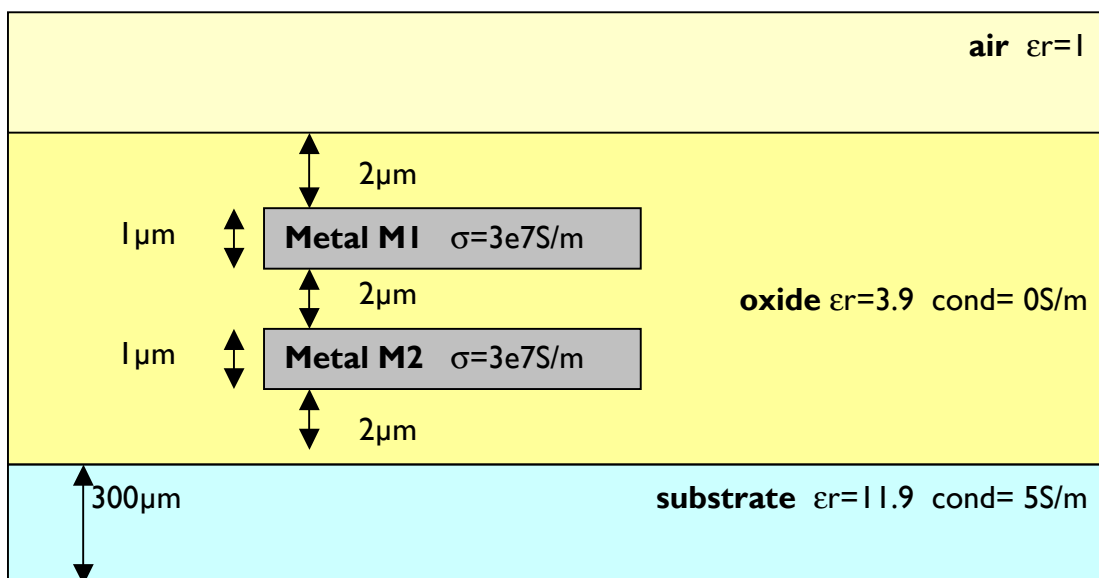 air εr=1
2μm
1μm
Metal M1 σ=3e7S/m
2μm
oxide εr=3.9 cond= 0S/m
1μm
Metal M2 σ=3e7S/m
2μm
300μm
substrate εr=11.9 cond= 5S/m